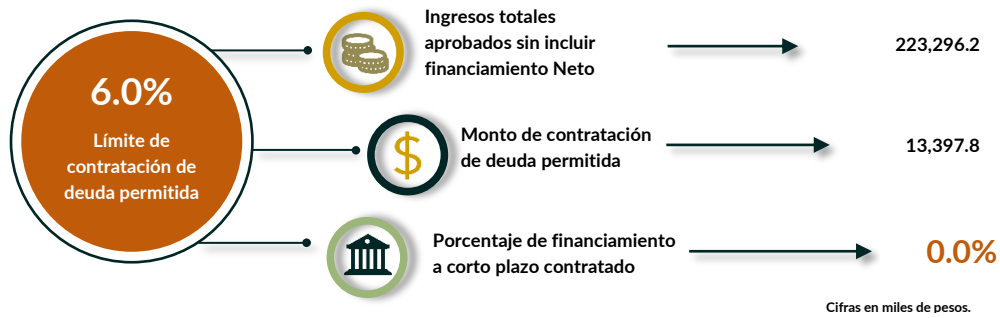 6.0%
Límite de
contratación de
deuda permitida
Ingresos totales
aprobados sin incluir
financiamiento Neto
223,296.2
$
Monto de contratación
de deuda permitida
13,397.8
Porcentaje de financiamiento
a corto plazo contratado
0.0%
Cifras en miles de pesos.